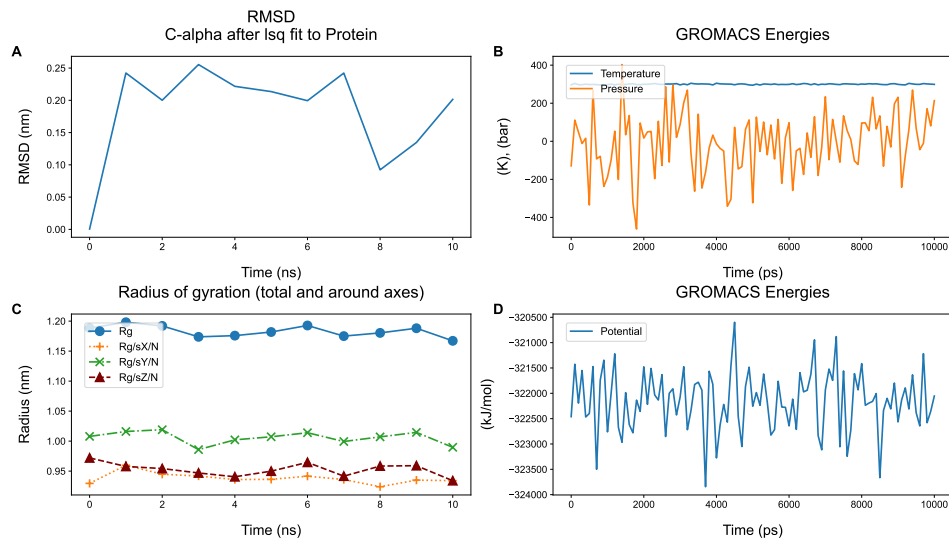 A
RMSD
C-alpha after lsq fit to Protein
RMSD (nm)
0.25
0.20
0.15
0.10
0.05
0.00
0
2
4
6
8
10
Time (ns)
B
GROMACS Energies
(K), (bar)
400
200
0
−200
−400
Temperature
Pressure
0
2000
4000
6000
8000
10000
Time (ps)
C
Radius of gyration (total and around axes)
Radius (nm)
1.20
1.15
1.10
1.05
1.00
0.95
Rg
Rg/sX/N
Rg/sY/N
Rg/sZ/N
0
2
4
6
8
10
Time (ns)
D
GROMACS Energies
(kJ/mol)
−320500
−321000
−321500
−322000
−322500
−323000
−323500
−324000
Potential
0
2000
4000
6000
8000
10000
Time (ps)